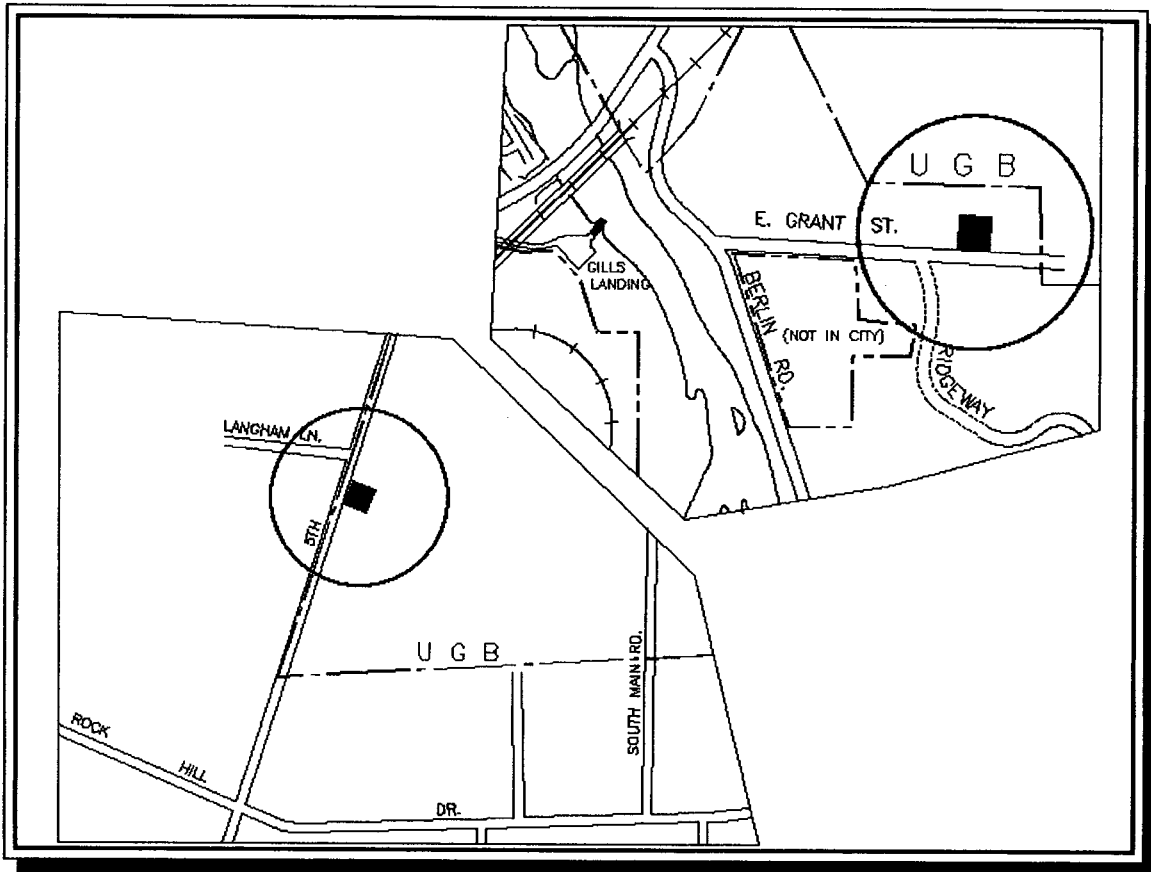 U G B
E. GRANT ST.
GILLS
LANDING
BERLIN RD.
(NOT IN CITY)
RIDGEWAY
LANGHAM LN.
5TH
U G B
SOUTH MAIN RD.
ROCK HILL DR.